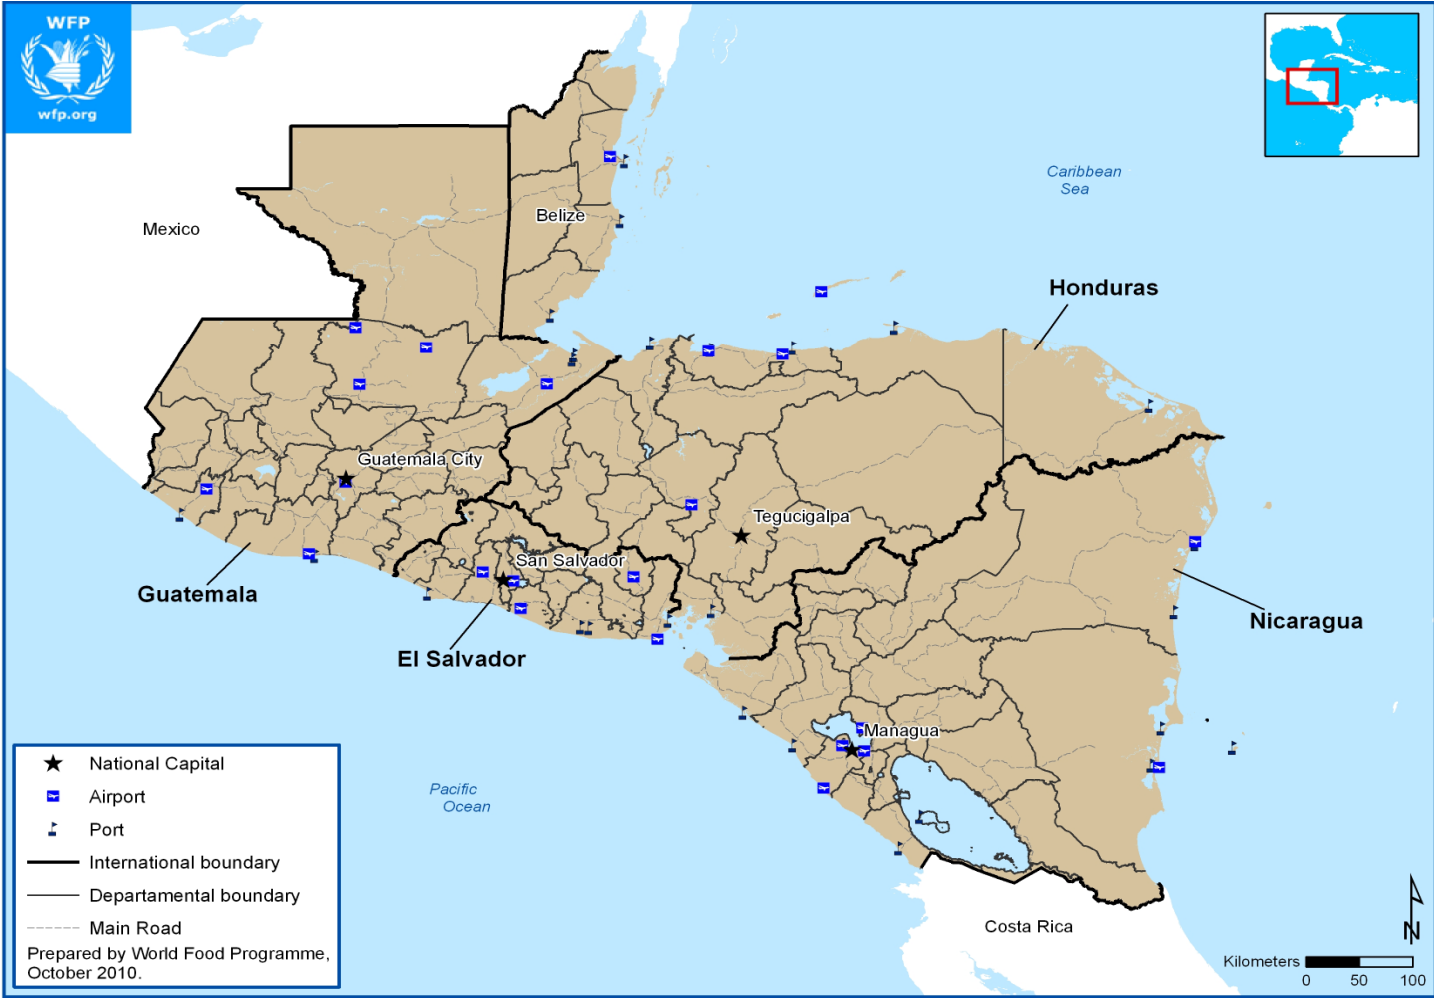 WFP
wfp.org
Caribbean
Sea
Belize
Mexico
Honduras
Guatemala City
Tegucigalpa
San Salvador
Guatemala
Nicaragua
El Salvador
Managua
Pacific
Ocean
Costa Rica
National Capital
Airport
Port
International boundary
Departamental boundary
Main Road
Prepared by World Food Programme,
October 2010.
N
Kilometers
0 50 100